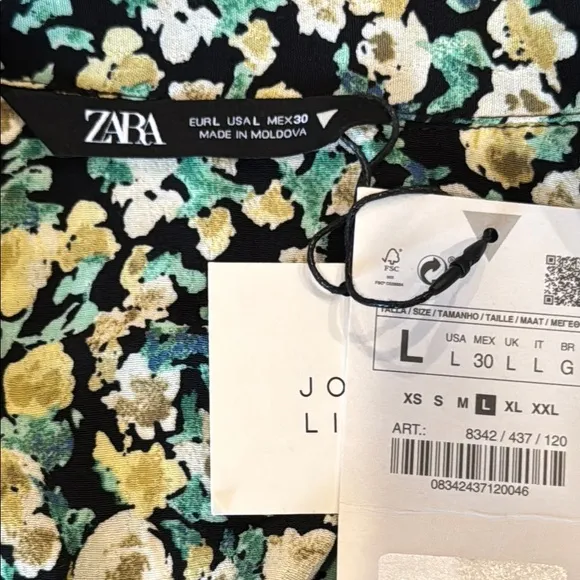 ZARA
EUR L USA L MEX 30
MADE IN MOLDOVA
FSC
JO
LI
TALLA / SIZE / TAMANHO / TAILLE / MAAT /
L
USA MEX UK IT BR
L 30 L L G
XS S M L XL XXL
ART.: 8342 / 437 / 120
08342437120046